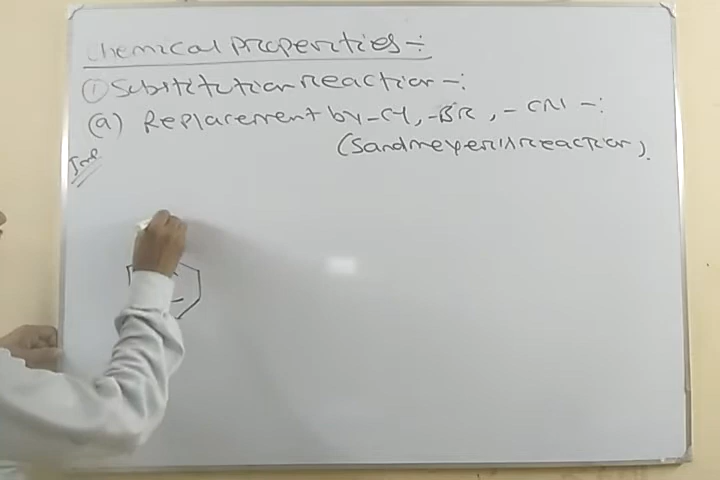 Chemical Properties -:
① Substitution reaction -:
(a) Replacement by -Cl, -BR, -CN -:
(Sandmeyer's reaction).
Imp